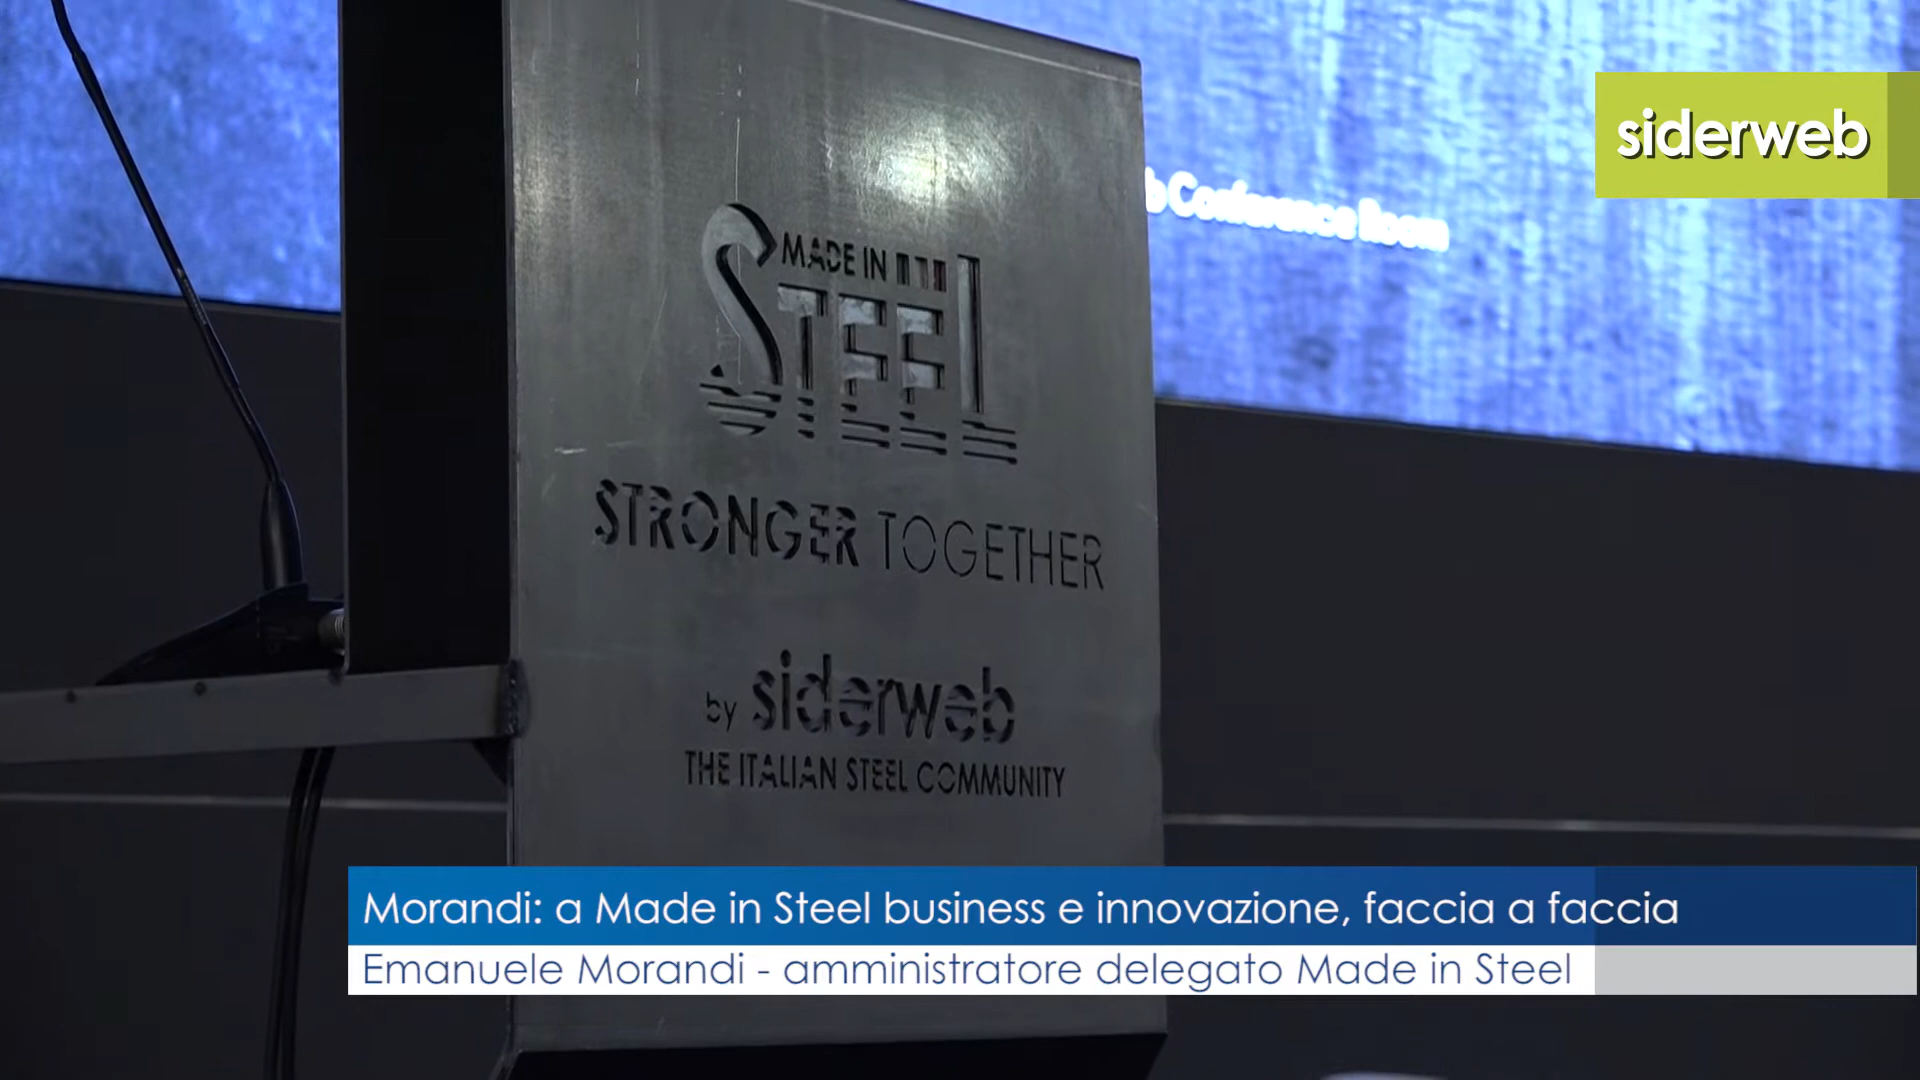 siderweb
Conference Room
MADE IN
STEEL
STRONGER TOGETHER
by siderweb
THE ITALIAN STEEL COMMUNITY
Morandi: a Made in Steel business e innovazione, faccia a faccia
Emanuele Morandi - amministratore delegato Made in Steel